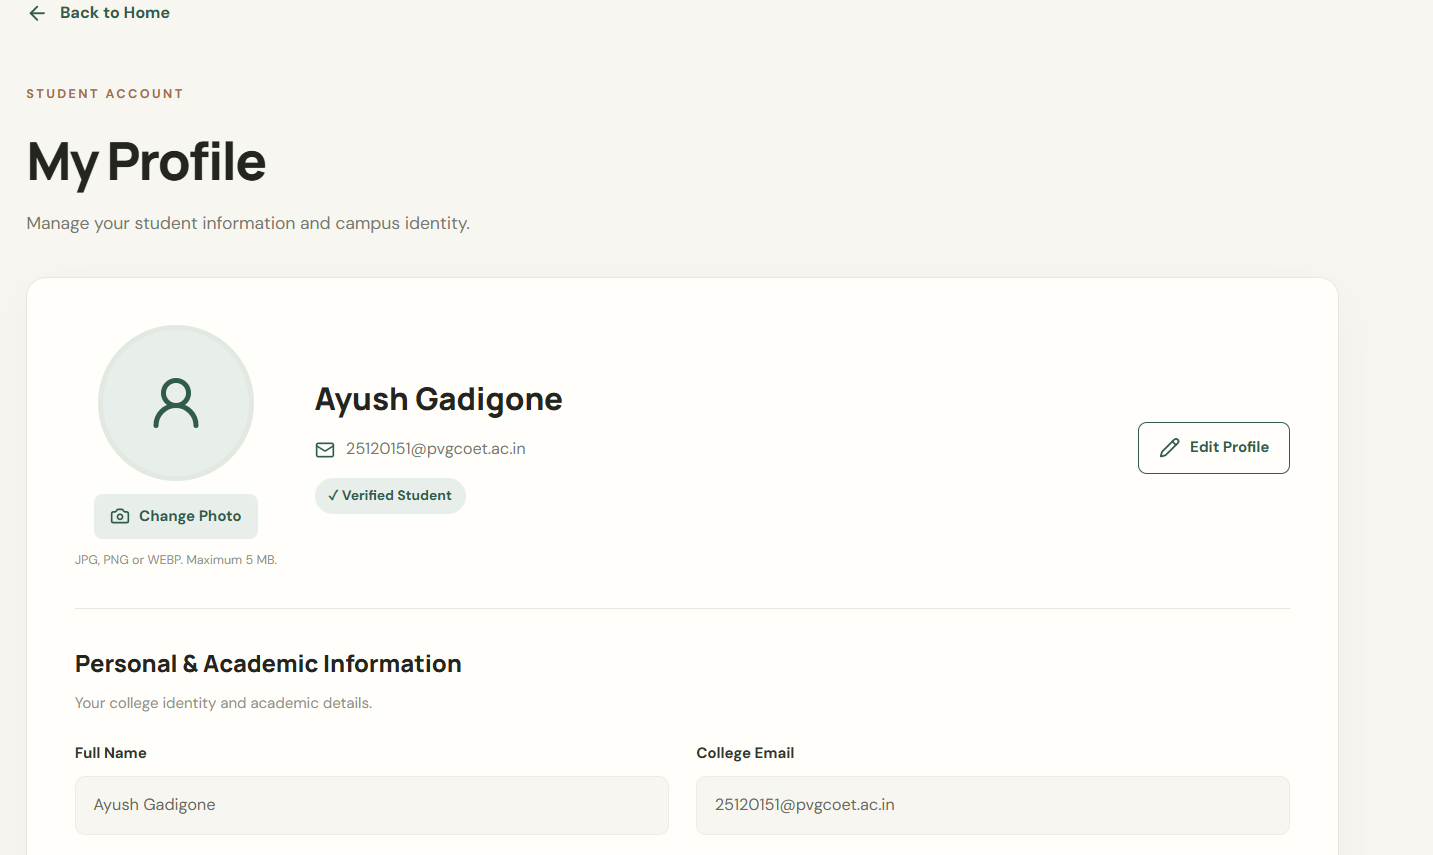 Back to Home
STUDENT ACCOUNT
My Profile
Manage your student information and campus identity.
Ayush Gadigone
25120151@pvgcoet.ac.in
✓ Verified Student
Edit Profile
Change Photo
JPG, PNG or WEBP. Maximum 5 MB.
Personal & Academic Information
Your college identity and academic details.
Full Name
College Email
Ayush Gadigone
25120151@pvgcoet.ac.in